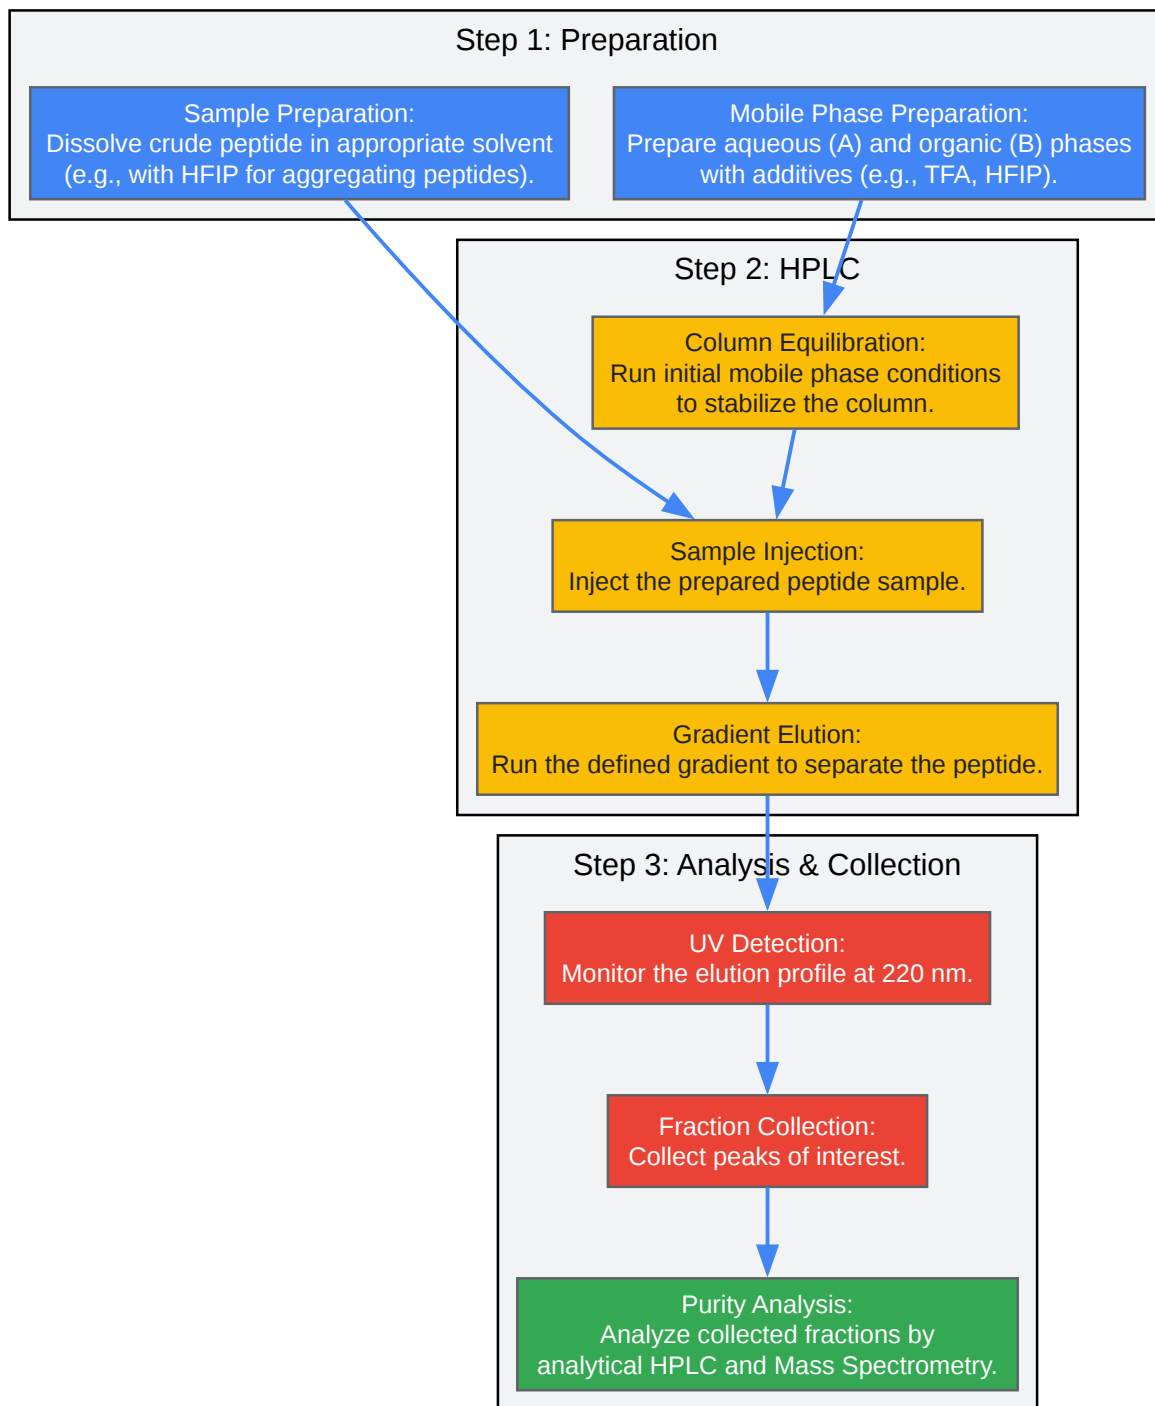 Step 1: Preparation
Sample Preparation:
Dissolve crude peptide in appropriate solvent
(e.g., with HFIP for aggregating peptides).
Mobile Phase Preparation:
Prepare aqueous (A) and organic (B) phases
with additives (e.g., TFA, HFIP).
Step 2: HPLC
Column Equilibration:
Run initial mobile phase conditions
to stabilize the column.
Sample Injection:
Inject the prepared peptide sample.
Gradient Elution:
Run the defined gradient to separate the peptide.
Step 3: Analysis & Collection
UV Detection:
Monitor the elution profile at 220 nm.
Fraction Collection:
Collect peaks of interest.
Purity Analysis:
Analyze collected fractions by
analytical HPLC and Mass Spectrometry.